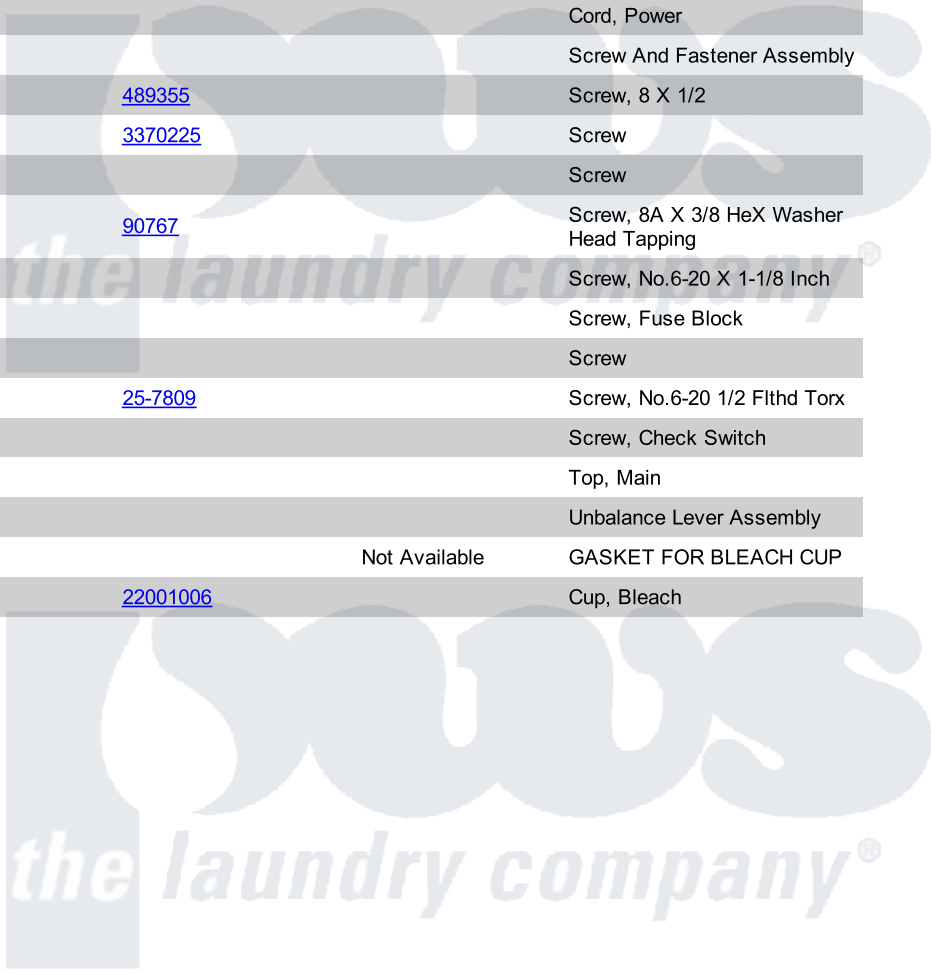 Cord, Power
Screw And Fastener Assembly
489355 Screw, 8 X 1/2
3370225 Screw
Screw
90767 Screw, 8A X 3/8 HeX Washer
Head Tapping
Screw, No.6-20 X 1-1/8 Inch
Screw, Fuse Block
Screw
25-7809 Screw, No.6-20 1/2 Flthd Torx
Screw, Check Switch
Top, Main
Unbalance Lever Assembly
Not Available GASKET FOR BLEACH CUP
22001006 Cup, Bleach
pws
the laundry company®
pws
the laundry company®